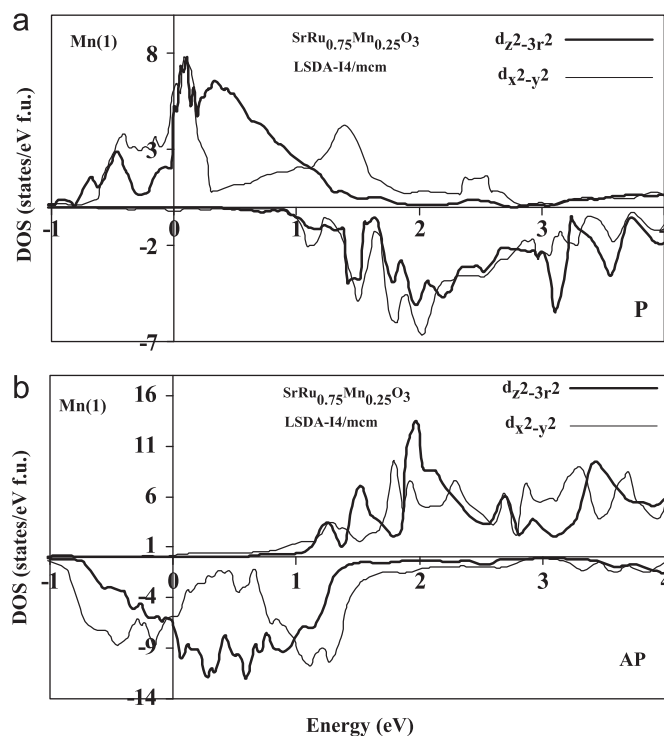 a
Mn(1)
8
SrRu0.75Mn0.25O3
LSDA-I4/mcm
dz2-3r2
dx2-y2
3
-1 0 1 2 3 4
-2
-7
P
DOS (states/eV f.u.)
b
Mn(1)
16
SrRu0.75Mn0.25O3
LSDA-I4/mcm
dz2-3r2
dx2-y2
11
6
1
-1 0 1 2 3 4
-4
-9
-14
AP
DOS (states/eV f.u.)
Energy (eV)